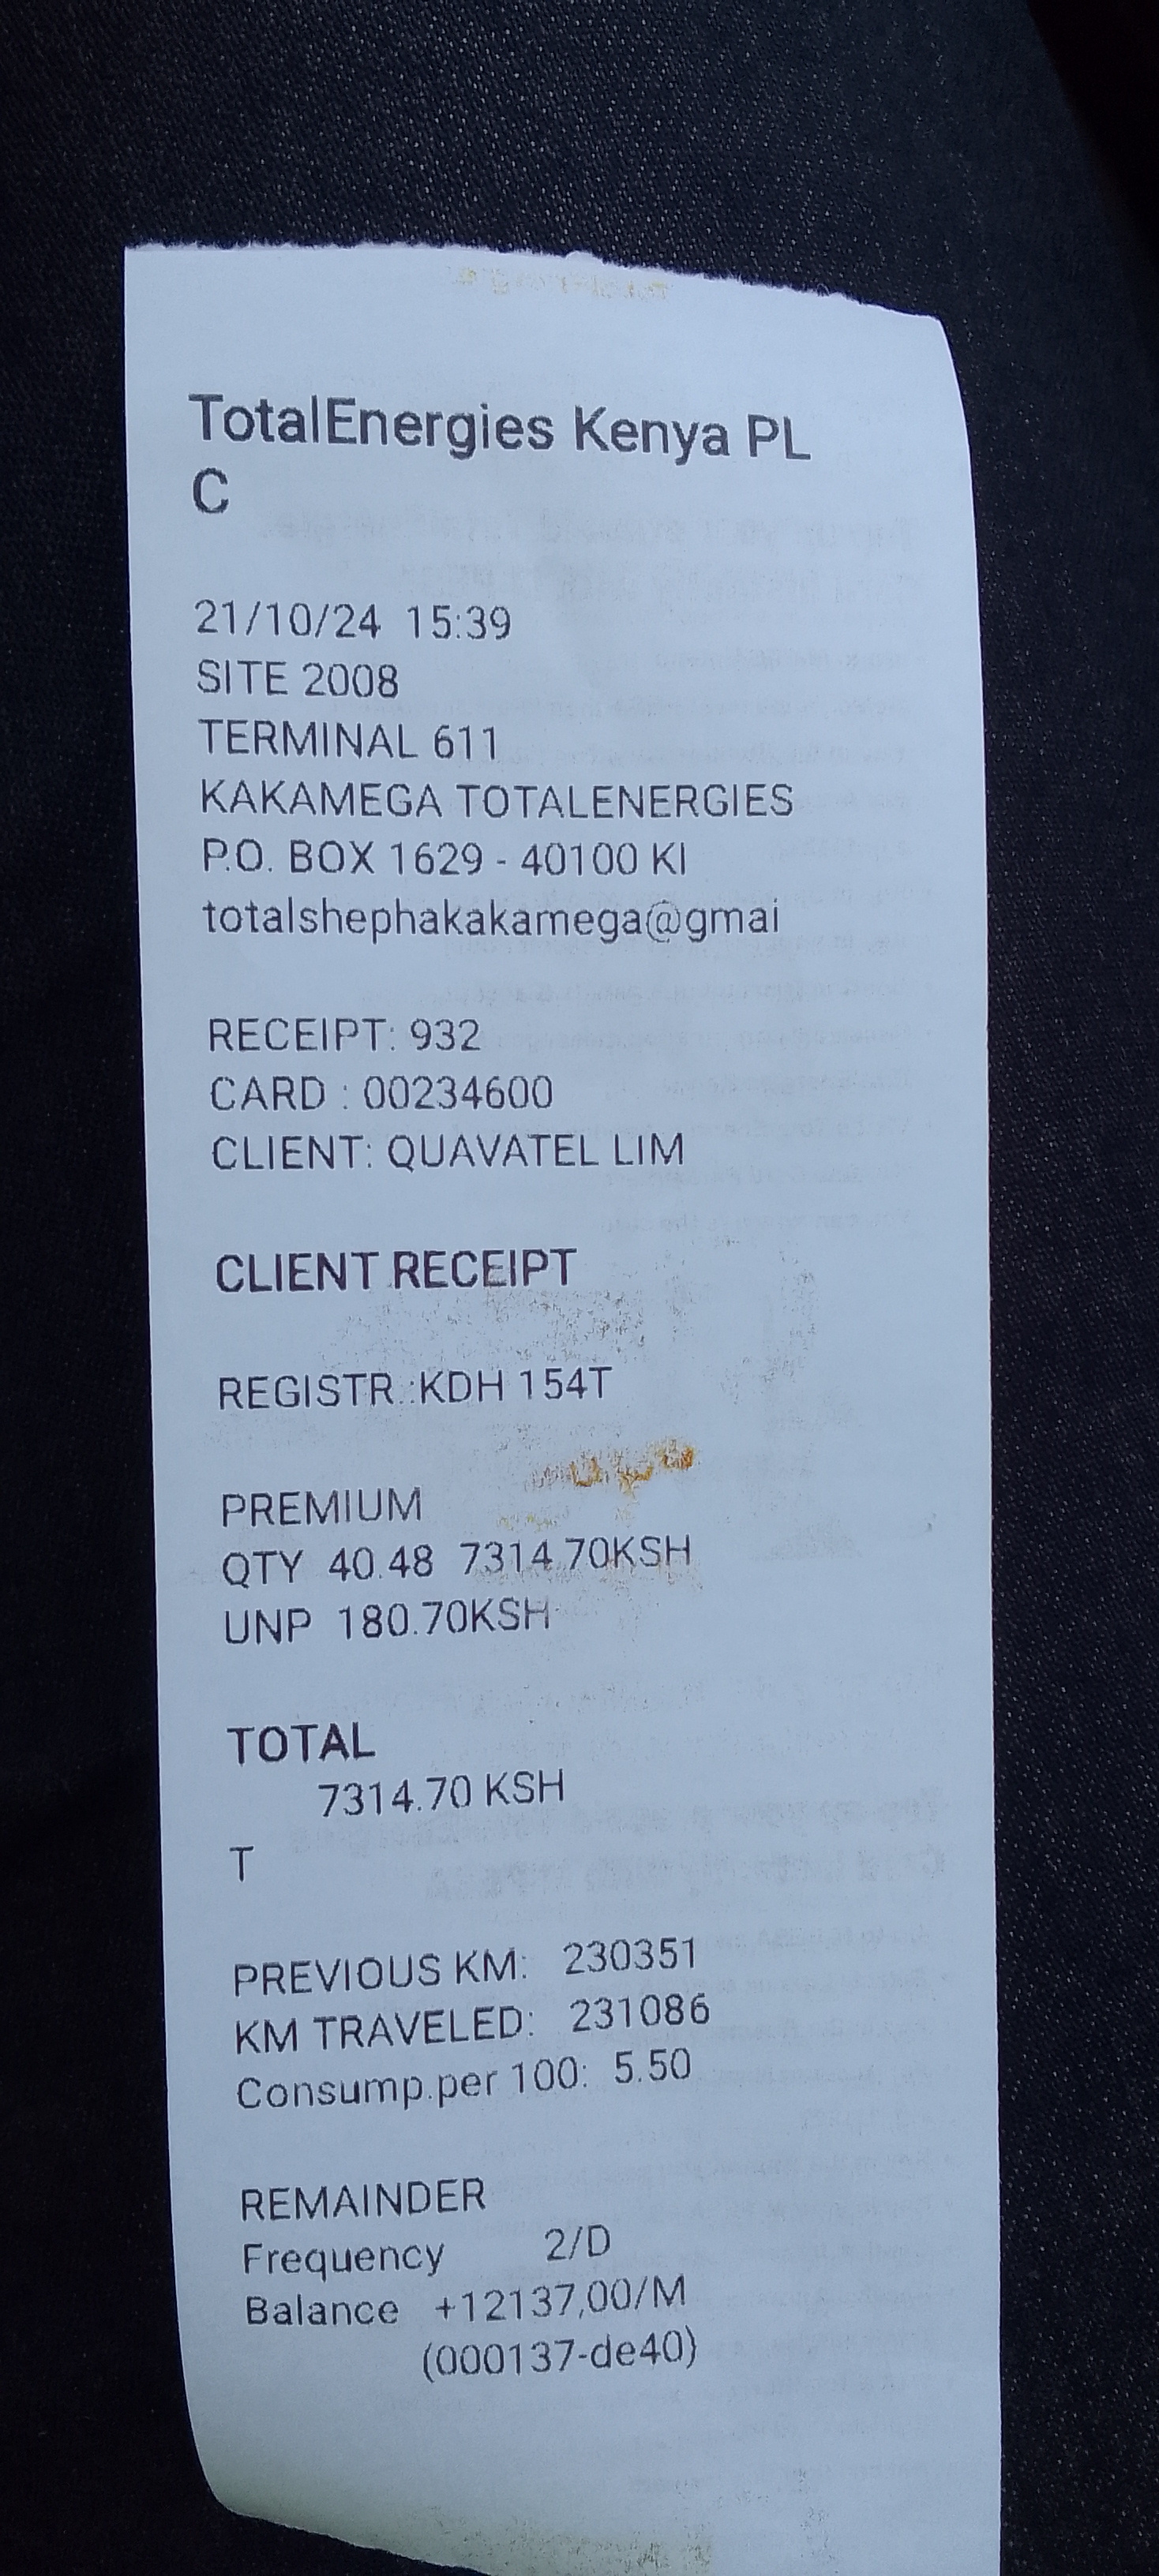 TotalEnergies Kenya PL
C
21/10/24 15:39
SITE 2008
TERMINAL 611
KAKAMEGA TOTALENERGIES
P.O. BOX 1629 - 40100 KI
totalshephakakamega@gmai
RECEIPT: 932
CARD : 00234600
CLIENT: QUAVATEL LIM
CLIENT RECEIPT
REGISTR.:KDH 154T
PREMIUM
QTY 40.48 7314.70KSH
UNP 180.70KSH
TOTAL
7314.70 KSH
T
PREVIOUS KM: 230351
KM TRAVELED: 231086
Consump.per 100: 5.50
REMAINDER
Frequency 2/D
Balance +12137,00/M
(000137-de40)